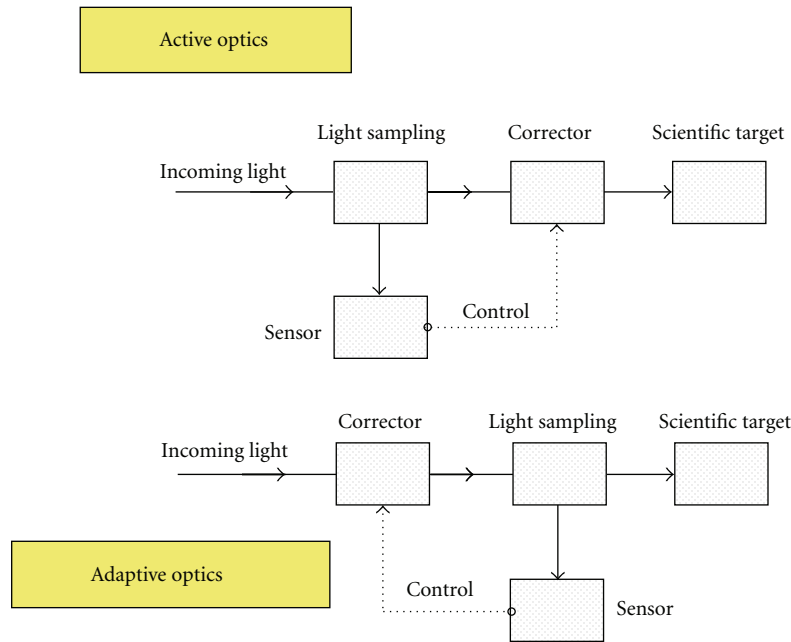 Active optics
Light sampling
Corrector
Scientific target
Incoming light
Control
Sensor
Corrector
Light sampling
Scientific target
Incoming light
Adaptive optics
Control
Sensor